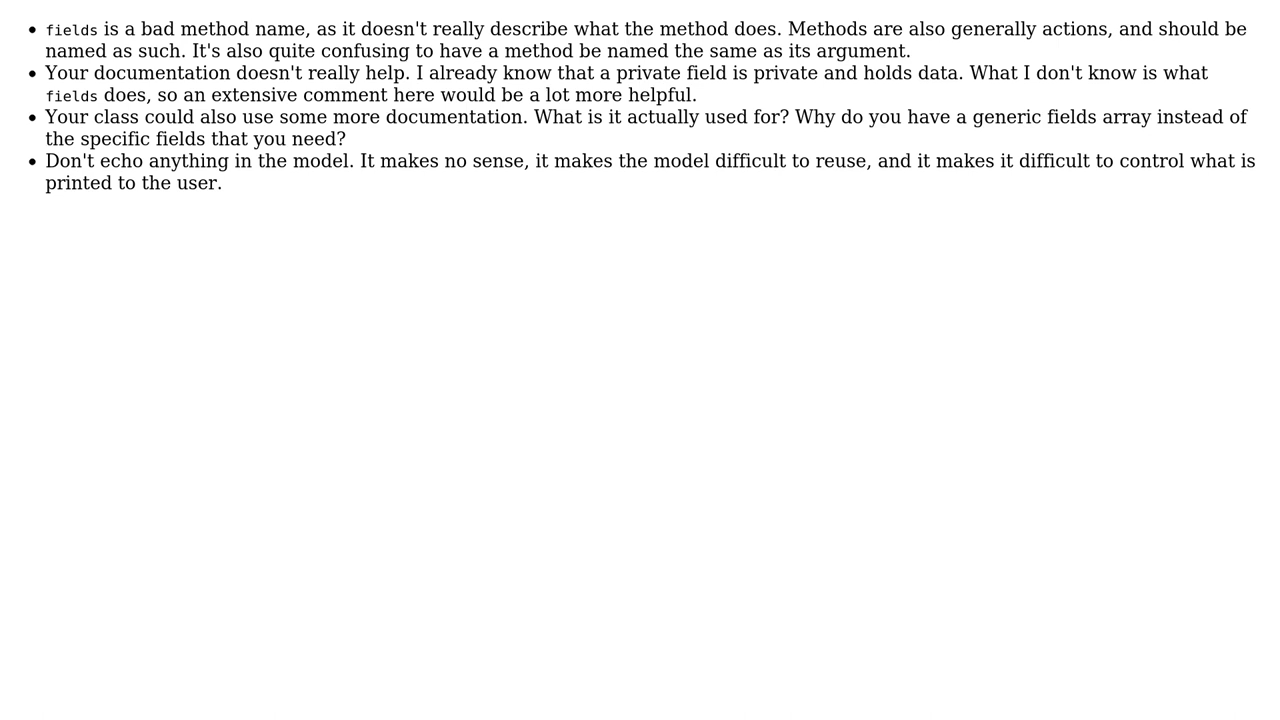 • fields is a bad method name, as it doesn't really describe what the method does. Methods are also generally actions, and should be
named as such. It's also quite confusing to have a method be named the same as its argument.
• Your documentation doesn't really help. I already know that a private field is private and holds data. What I don't know is what
fields does, so an extensive comment here would be a lot more helpful.
• Your class could also use some more documentation. What is it actually used for? Why do you have a generic fields array instead of
the specific fields that you need?
• Don't echo anything in the model. It makes no sense, it makes the model difficult to reuse, and it makes it difficult to control what is
printed to the user.